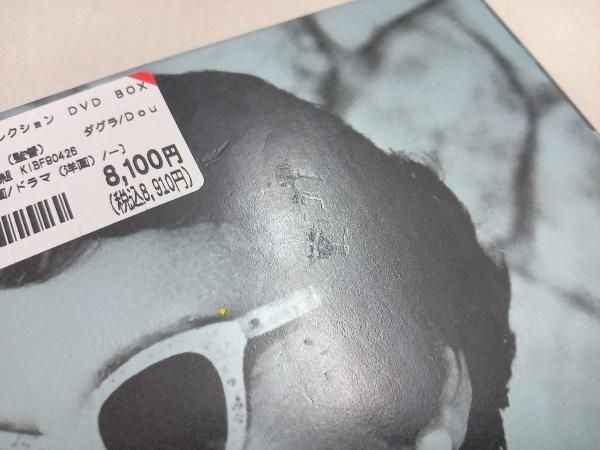 レクション DVD BOX
(監督) ダグラ/Dou
KIBF90426
/ドラマ(洋画) /-]
8,100円
(税込8,910円)